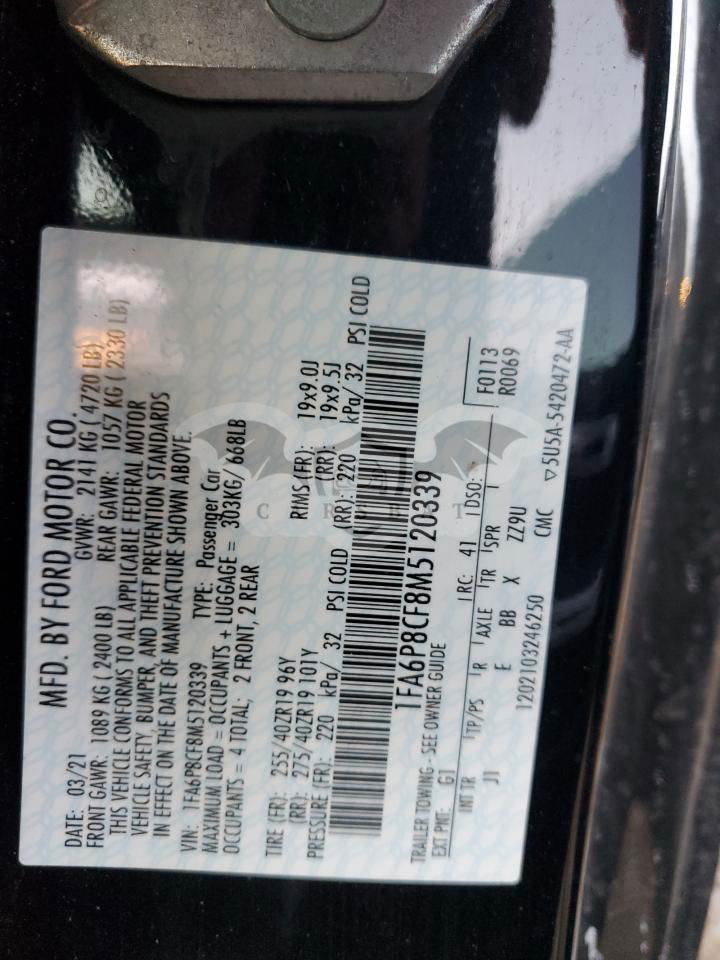 MFD. BY FORD MOTOR CO.
DATE: 03/21 GVWR: 2141 KG ( 4720 LB)
FRONT GAWR: 1089 KG ( 2400 LB) REAR GAWR: 1057 KG ( 2330 LB)
THIS VEHICLE CONFORMS TO ALL APPLICABLE FEDERAL MOTOR
VEHICLE SAFETY, BUMPER, AND THEFT PREVENTION STANDARDS
IN EFFECT ON THE DATE OF MANUFACTURE SHOWN ABOVE.
VIN: 1FA6P8CF8M5120339 TYPE: Passenger Car
MAXIMUM LOAD = OCCUPANTS + LUGGAGE = 303KG/ 668LB
OCCUPANTS = 4 TOTAL; 2 FRONT, 2 REAR
TIRE (FR): 255/40ZR19 96Y RIMS (FR): 19x9.0J
(RR): 275/40ZR19 101Y (RR): 19x9.5J
PRESSURE (FR): 220 kPa/ 32 PSI COLD (RR): 220 kPa/ 32 PSI COLD
1FA6P8CF8M5120339
TRAILER TOWING - SEE OWNER GUIDE
EXT PNT: G1 RC: 41 DSO: F0113
INT TR TP/PS R AXLE TR SPR R0069
JI E BB X ZZ9U
1202103246250 CMC ▽5U5A-5420472-AA